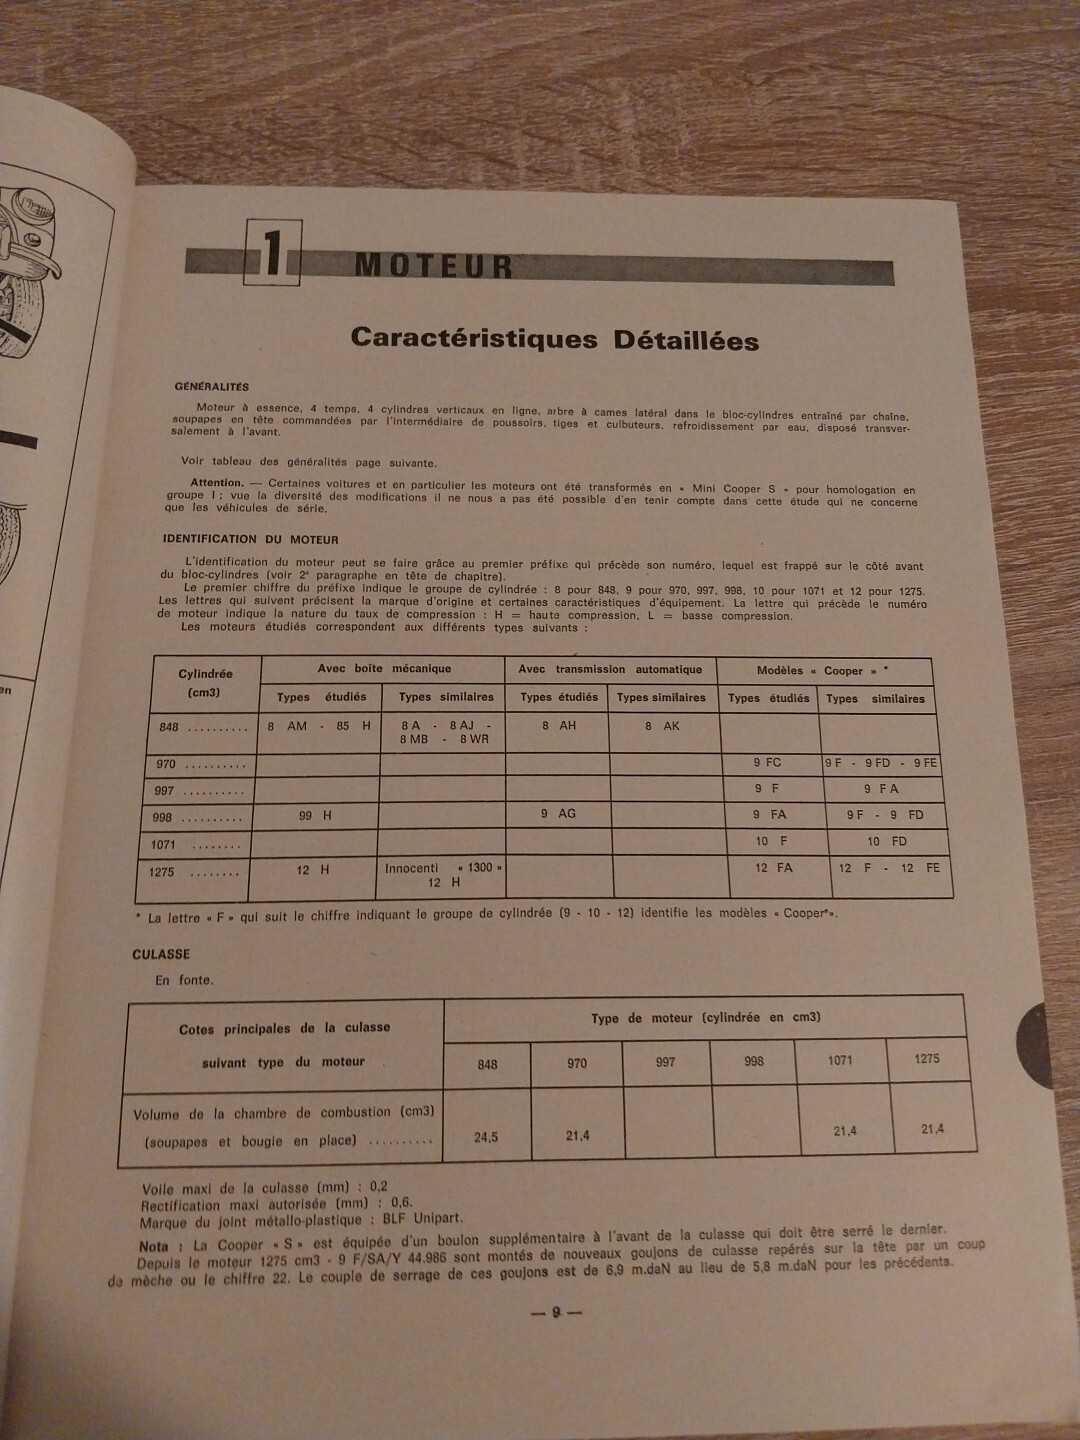 1 MOTEUR
Caractéristiques Détaillées
GÉNÉRALITÉS
Moteur à essence, 4 temps, 4 cylindres verticaux en ligne, arbre à cames latéral dans le bloc-cylindres entraîné par chaîne,
soupapes en tête commandées par l'intermédiaire de poussoirs, tiges et culbuteurs, refroidissement par eau, disposé transver-
salement à l'avant.
Voir tableau des généralités page suivante.
Attention. — Certaines voitures et en particulier les moteurs ont été transformés en « Mini Cooper S » pour homologation en
groupe I ; vue la diversité des modifications il ne nous a pas été possible d'en tenir compte dans cette étude qui ne concerne
que les véhicules de série.
IDENTIFICATION DU MOTEUR
L'identification du moteur peut se faire grâce au premier préfixe qui précède son numéro, lequel est frappé sur le côté avant
du bloc-cylindres (voir 2e paragraphe en tête de chapitre).
Le premier chiffre du préfixe indique le groupe de cylindrée : 8 pour 848, 9 pour 970, 997, 998, 10 pour 1071 et 12 pour 1275.
Les lettres qui suivent précisent la marque d'origine et certaines caractéristiques d'équipement. La lettre qui précède le numéro
de moteur indique la nature du taux de compression : H = haute compression, L = basse compression.
Les moteurs étudiés correspondent aux différents types suivants :
Cylindrée (cm3) Avec boîte mécanique Avec transmission automatique Modèles « Cooper » *
Types étudiés Types similaires Types étudiés Types similaires Types étudiés Types similaires
848 .......... 8 AM - 85 H 8 A - 8 AJ - 8 AH 8 AK
8 MB - 8 WR
970 .......... 9 FC 9 F - 9 FD - 9 FE
997 .......... 9 F 9 FA
998 .......... 99 H 9 AG 9 FA 9 F - 9 FD
1071 ........ 10 F 10 FD
1275 ........ 12 H Innocenti « 1300 » 12 FA 12 F - 12 FE
12 H
* La lettre « F » qui suit le chiffre indiquant le groupe de cylindrée (9 - 10 - 12) identifie les modèles « Cooper*».
CULASSE
En fonte.
Cotes principales de la culasse Type de moteur (cylindrée en cm3)
suivant type du moteur 848 970 997 998 1071 1275
Volume de la chambre de combustion (cm3)
(soupapes et bougie en place) .......... 24,5 21,4 21,4 21,4
Voile maxi de la culasse (mm) : 0,2
Rectification maxi autorisée (mm) : 0,6.
Marque du joint métallo-plastique : BLF Unipart.
Nota : La Cooper « S » est équipée d'un boulon supplémentaire à l'avant de la culasse qui doit être serré le dernier.
Depuis le moteur 1275 cm3 - 9 F/SA/Y 44.986 sont montés de nouveaux goujons de culasse repérés sur la tête par un coup
de mèche ou le chiffre 22. Le couple de serrage de ces goujons est de 6,9 m.daN au lieu de 5,8 m.daN pour les précédents.
— 9 —
en